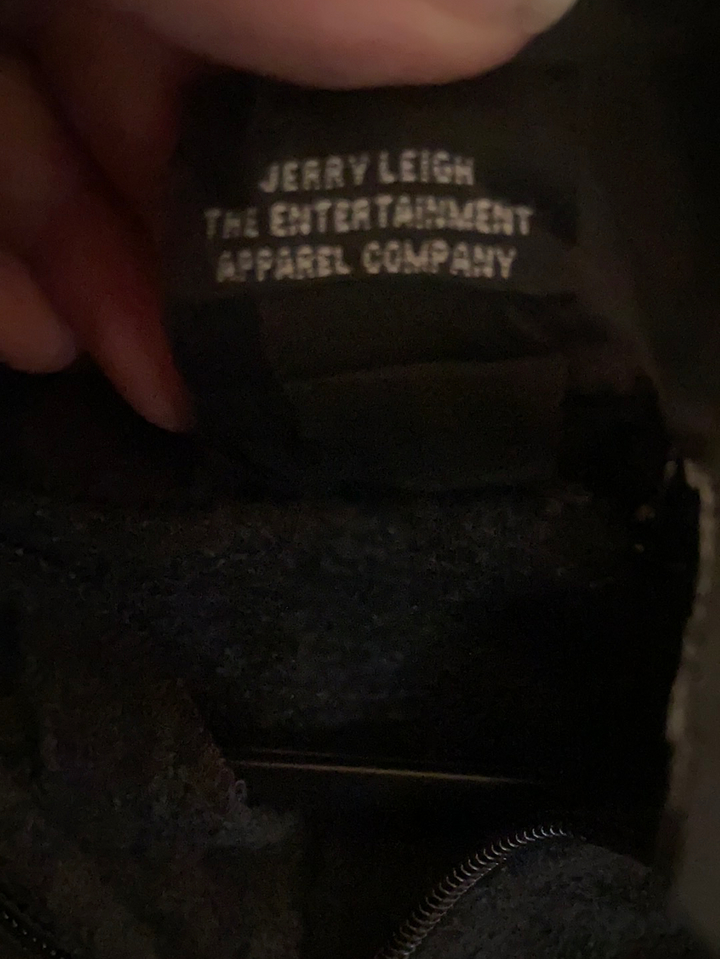 JERRY LEIGH
THE ENTERTAINMENT
APPAREL COMPANY